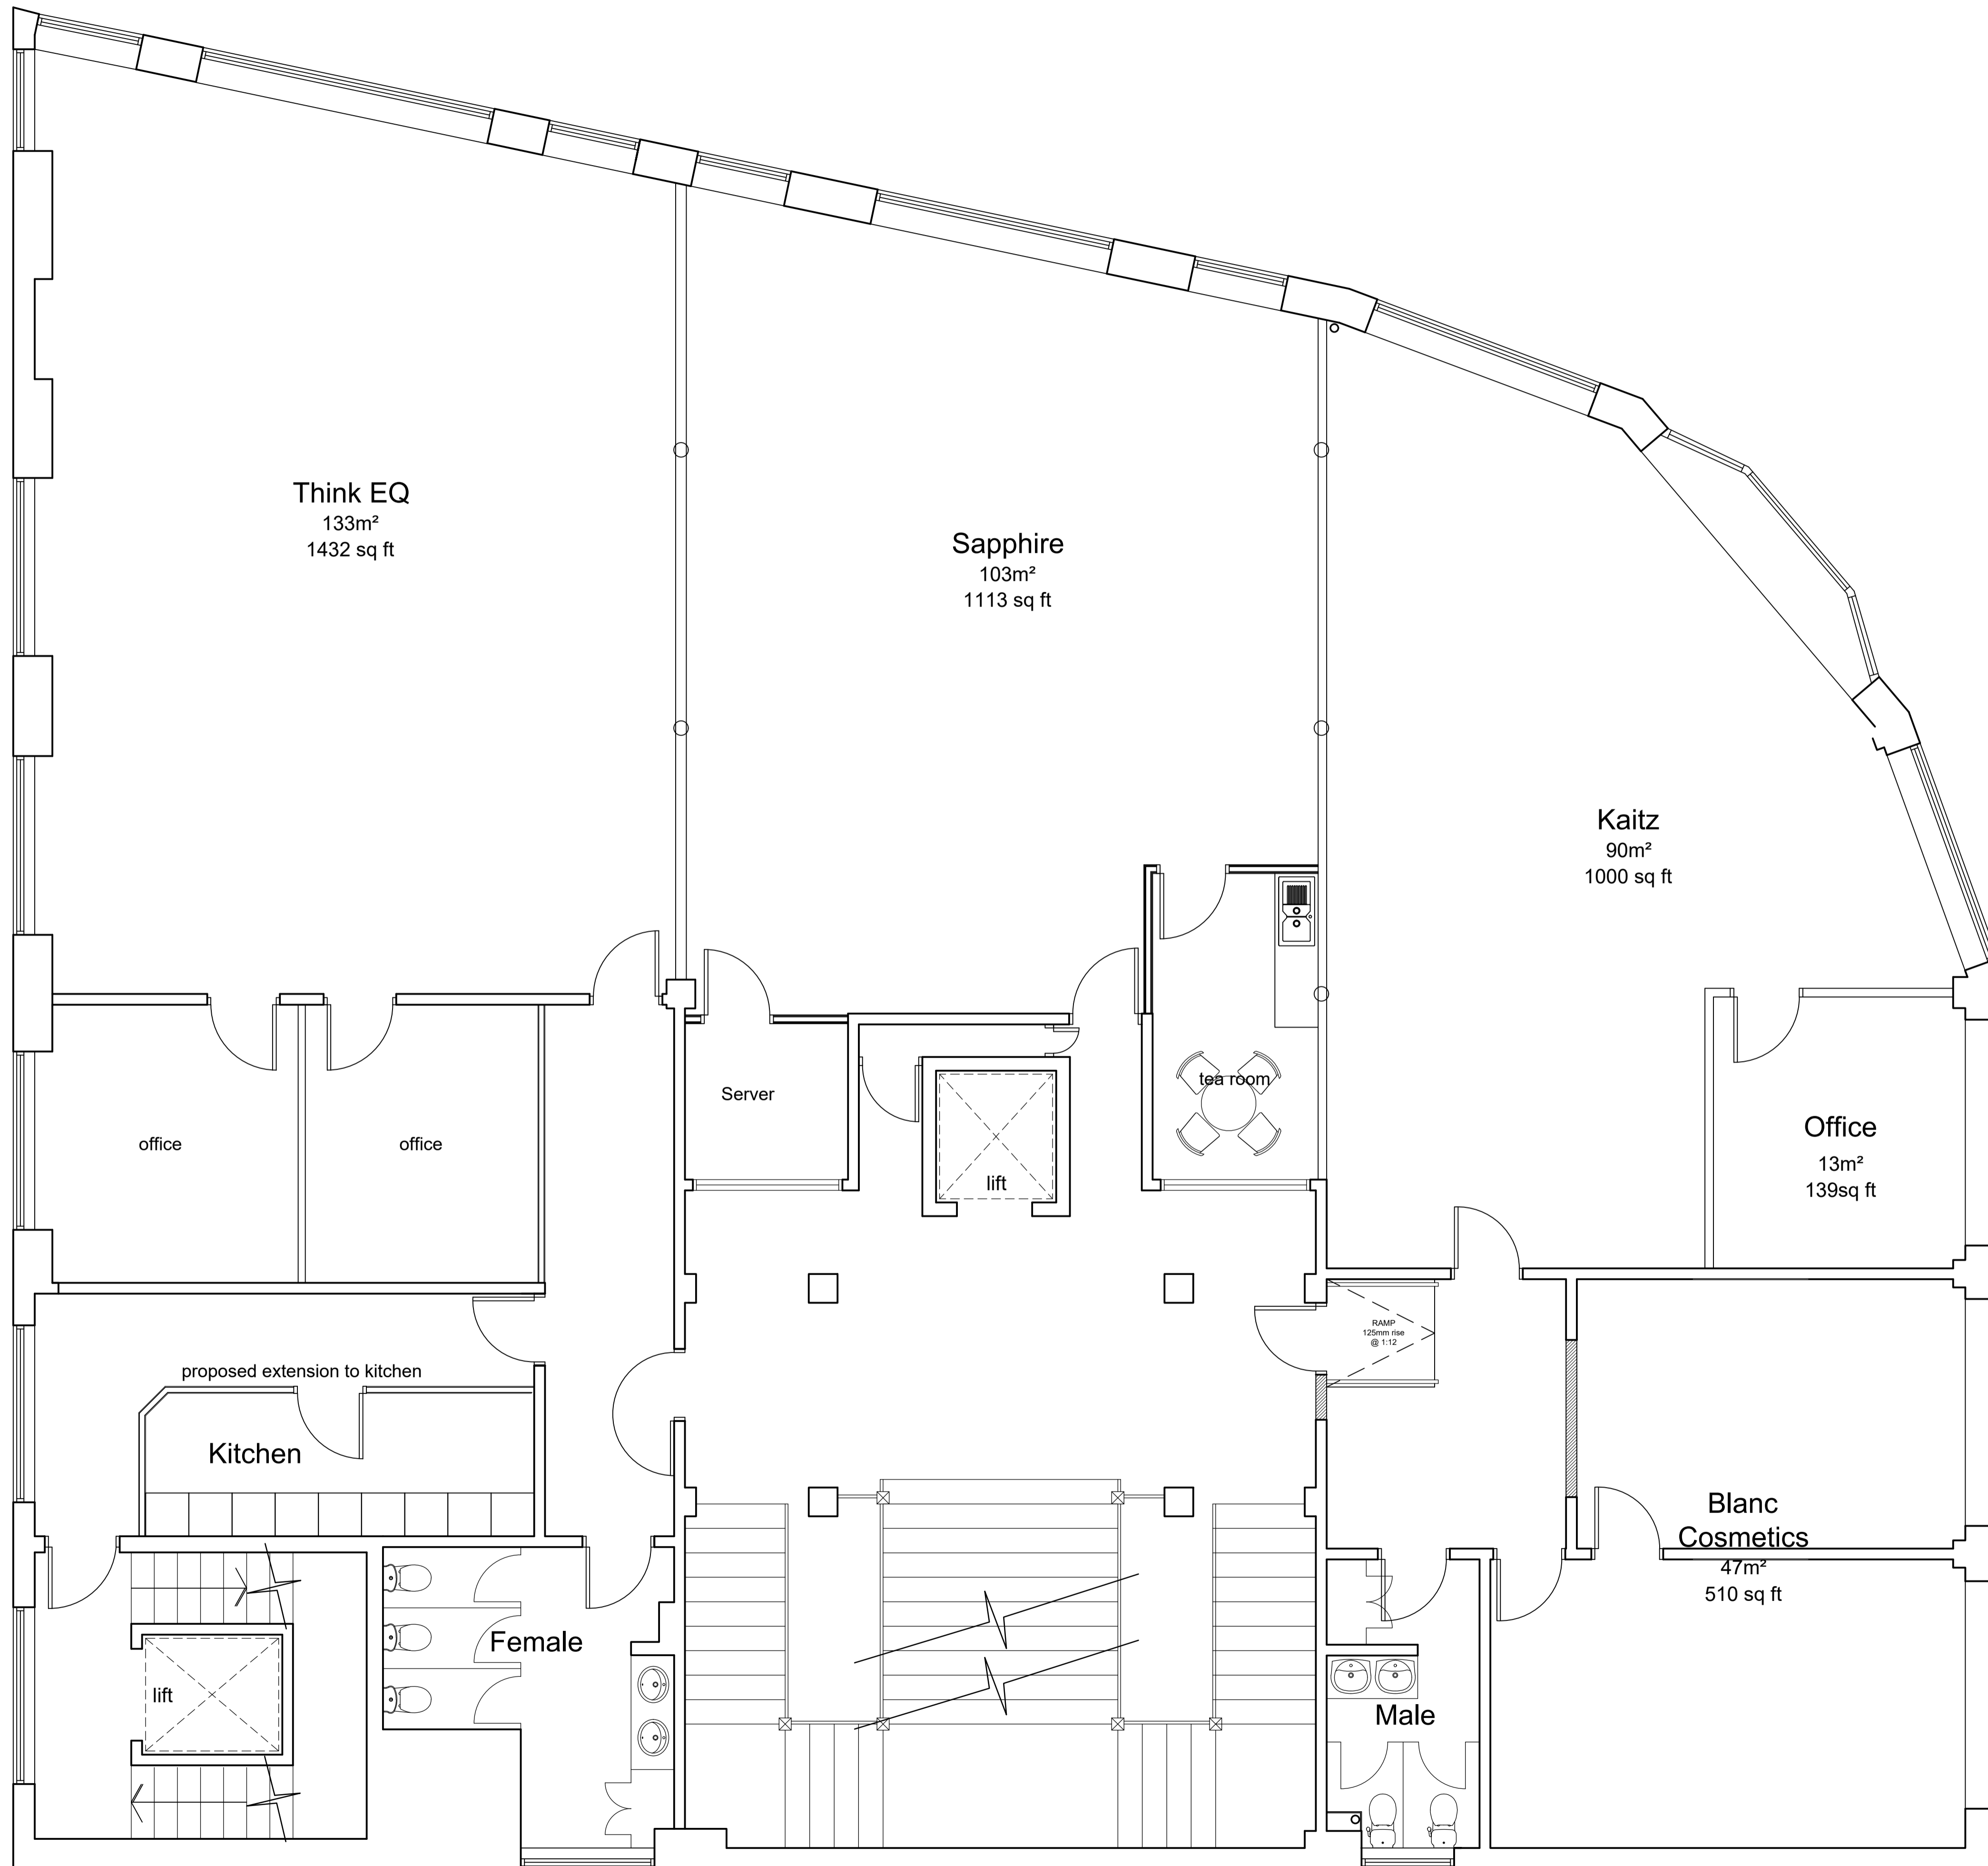 Think EQ
133m²
1432 sq ft
Sapphire
103m²
1113 sq ft
Kaitz
90m²
1000 sq ft
tea room
Server
office
office
lift
Office
13m²
139sq ft
RAMP
125mm rise
@ 1:12
proposed extension to kitchen
Kitchen
Blanc
Cosmetics
47m²
510 sq ft
Female
lift
Male